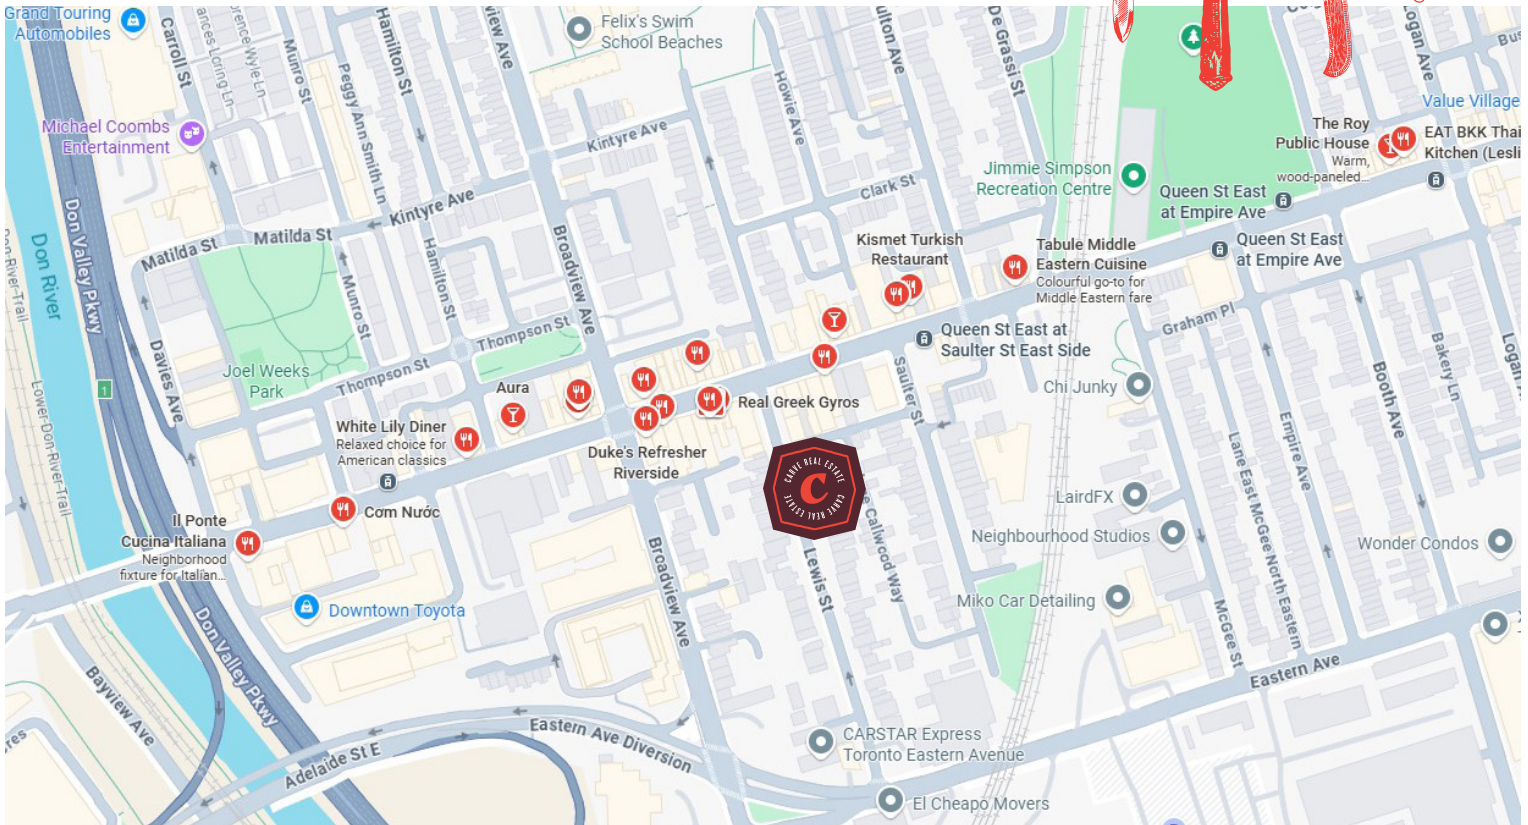 Grand Touring
Automobiles
Carroll St
Munro St
Hamilton St
Peggy Ann Smith Ln
Felix's Swim
School Beaches
Howie Ave
De Grassi St
Logan Ave
Value Village
Michael Coombs
Entertainment
Kintyre Ave
The Roy
Public House
Warm,
wood-paneled...
EAT BKK Thai
Kitchen (Lesli
Jimmie Simpson
Recreation Centre
Clark St
Queen St East
at Empire Ave
Don Valley Pkwy
Don River
Matilda St
Matilda St
Kintyre Ave
Hamilton St
Broadview Ave
Kismet Turkish
Restaurant
Tabule Middle
Eastern Cuisine
Colourful go-to for
Middle Eastern fare
Queen St East
at Empire Ave
Munro St
Thompson St
Queen St East at
Saulter St East Side
Graham Pl
Davies Ave
Joel Weeks
Park
Thompson St
Lower-Don-River-Trail
1
Aura
Saulter St
Chi Junky
Booth Ave
Bakery Ln
Real Greek Gyros
White Lily Diner
Relaxed choice for
American classics
Duke's Refresher
Riverside
Empire Ave
Lane East McGee North Eastern
CARVE REAL ESTATE
C
CARVE REAL ESTATE
Il Ponte
Cucina Italiana
Neighborhood
fixture for Italian...
Cơm Nước
LairdFX
Neighbourhood Studios
Wonder Condos
Broadview Ave
Lewis St
Callwood Way
Miko Car Detailing
Downtown Toyota
McGee St
Don Valley Pkwy
Bayview Ave
Eastern Ave
Eastern Ave Diversion
Adelaide St E
CARSTAR Express
Toronto Eastern Avenue
El Cheapo Movers